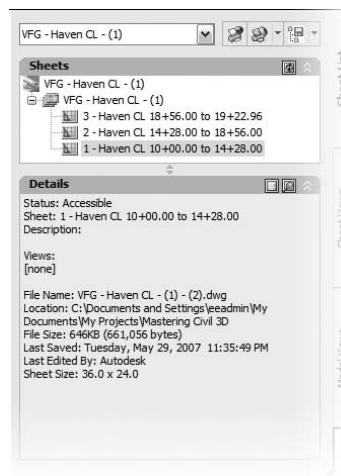 VFG - Haven CL - (1)
Sheets
VFG - Haven CL - (1)
VFG - Haven CL - (1)
3 - Haven CL 18+56.00 to 19+22.96
2 - Haven CL 14+28.00 to 18+56.00
1 - Haven CL 10+00.00 to 14+28.00
Details
Status: Accessible
Sheet: 1 - Haven CL 10+00.00 to 14+28.00
Description:
Views:
[none]
File Name: VFG - Haven CL - (1) - (2).dwg
Location: C:\Documents and Settings\eeadmin\My
Documents\My Projects\Mastering Civil 3D
File Size: 646KB (661,056 bytes)
Last Saved: Tuesday, May 29, 2007 11:35:49 PM
Last Edited By: Autodesk
Sheet Size: 36.0 x 24.0